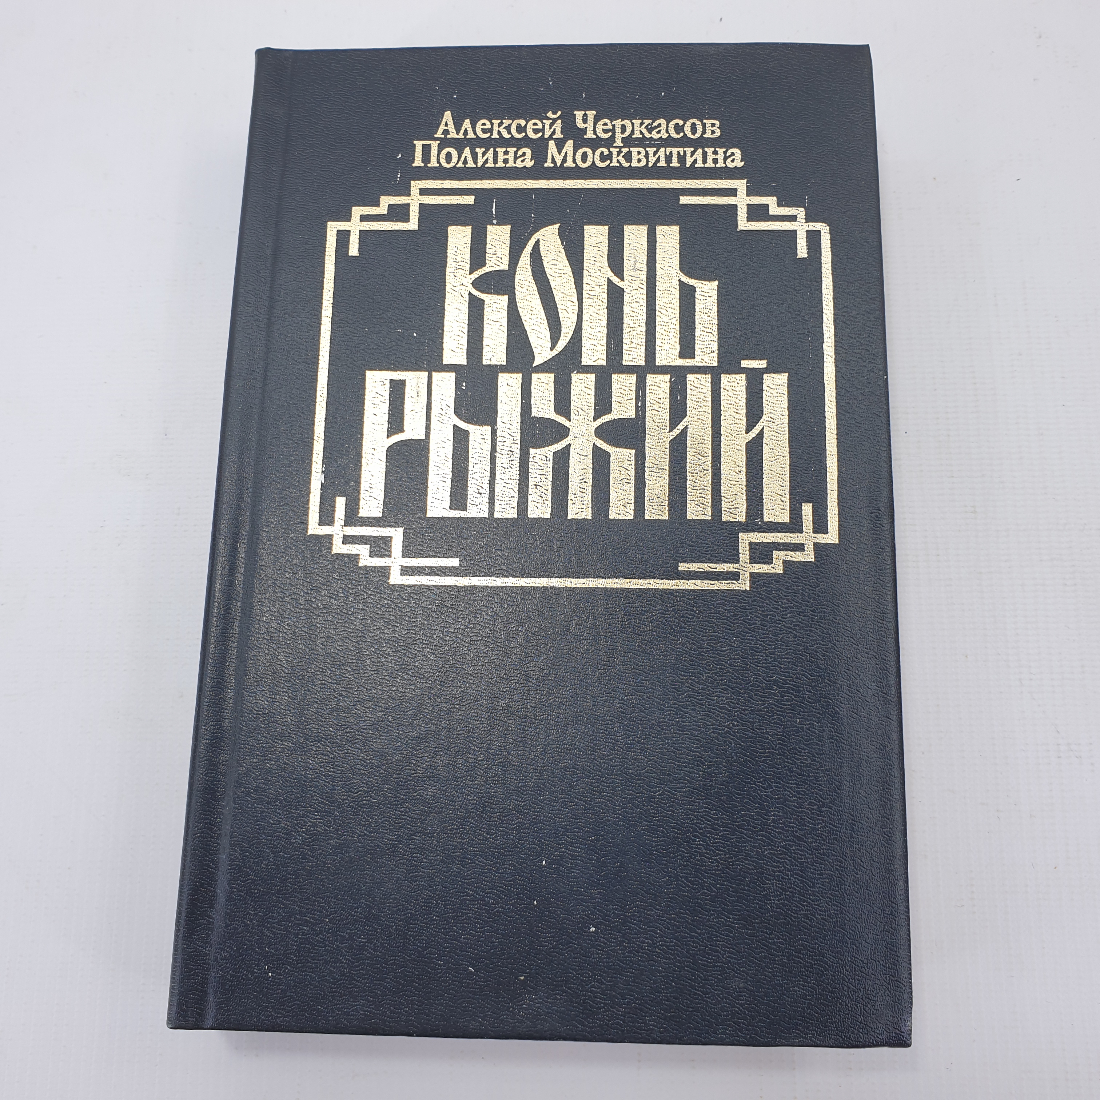 Алексей Черкасов
Полина Москвитина
КОНЬ
РЫЖИЙ